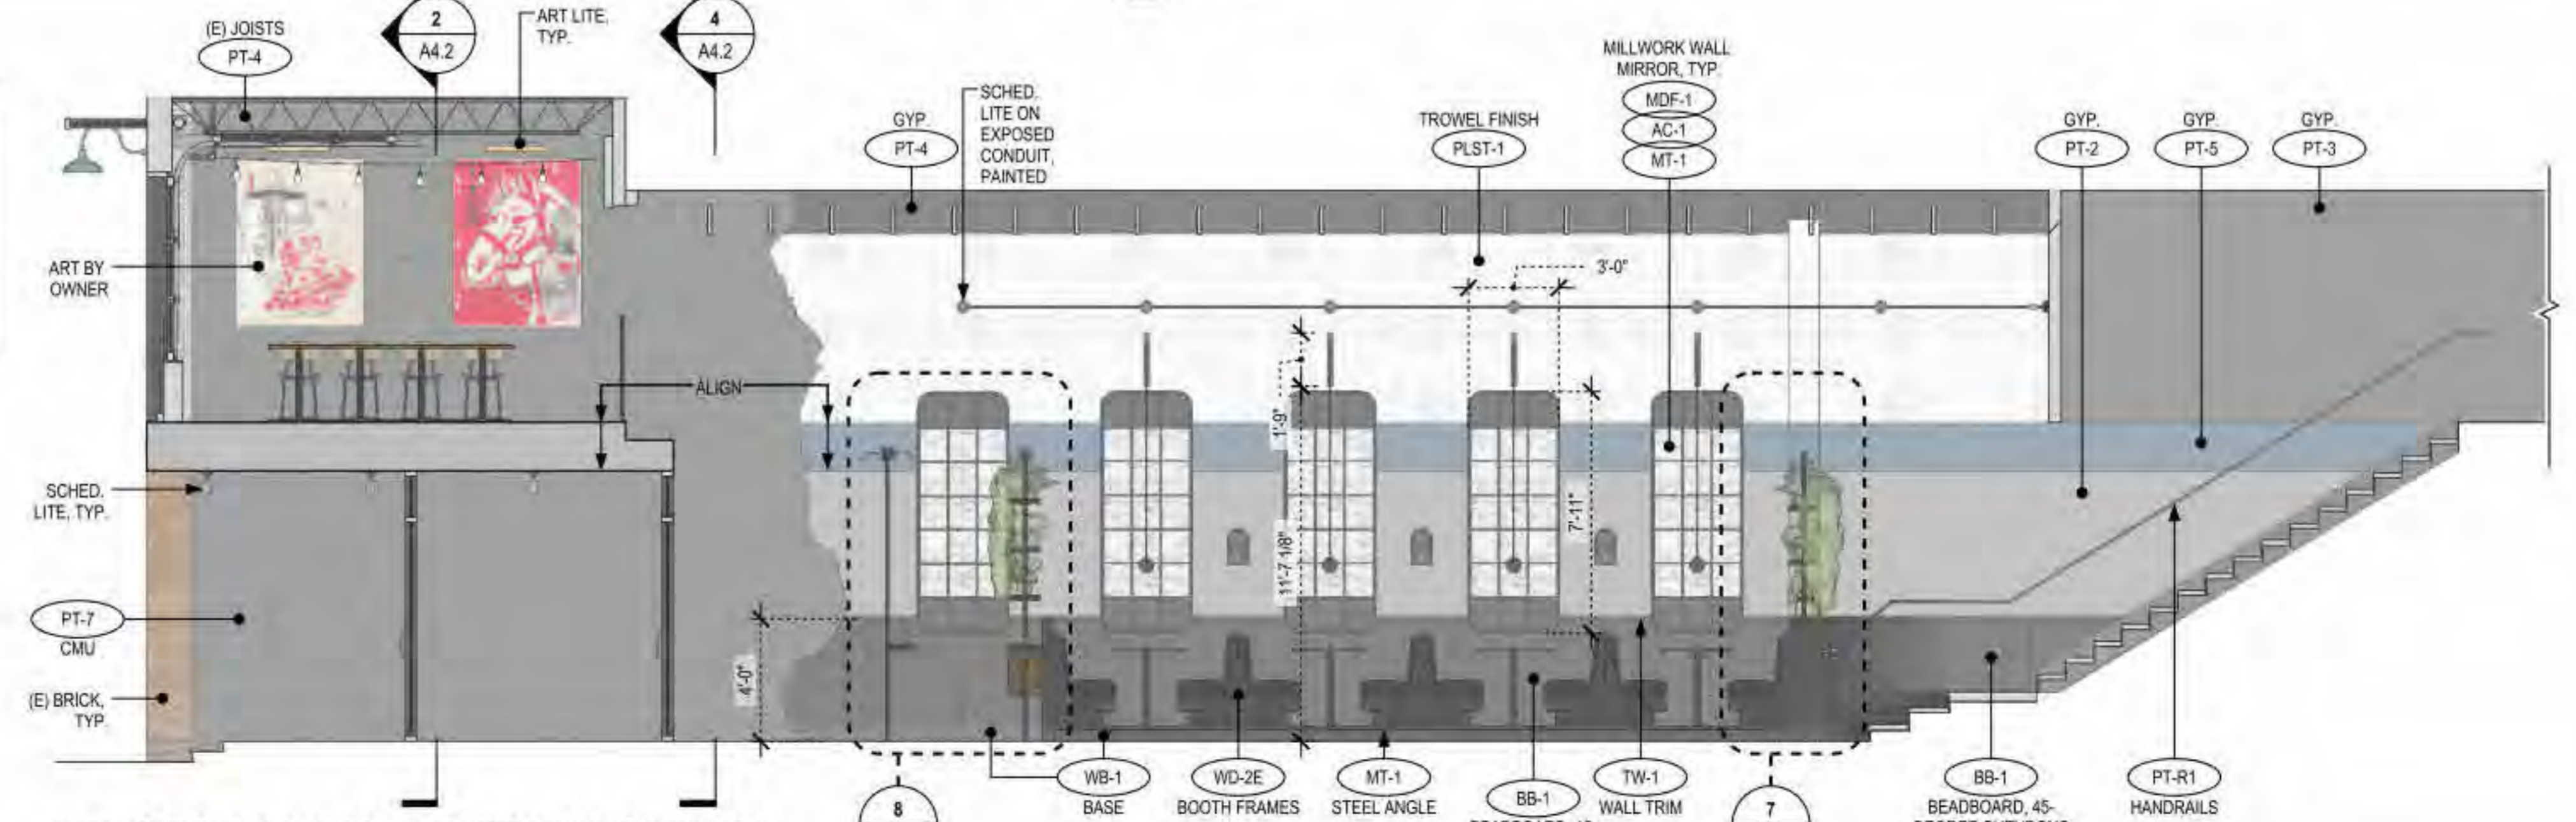 (E) JOISTS
PT-4
2
A4.2
ART LITE,
TYP.
4
A4.2
GYP.
PT-4
SCHED.
LITE ON
EXPOSED
CONDUIT,
PAINTED
TROWEL FINISH
PLST-1
MILLWORK WALL
MIRROR, TYP.
MDF-1
AC-1
MT-1
GYP.
PT-2
GYP.
PT-5
GYP.
PT-3
ART BY
OWNER
3'-0"
ALIGN
1'-9"
SCHED.
LITE, TYP.
7'-11"
11'-7 1/8"
PT-7
CMU
4'-0"
(E) BRICK,
TYP.
8
WB-1
BASE
WD-2E
BOOTH FRAMES
MT-1
STEEL ANGLE
BB-1
TW-1
WALL TRIM
7
BB-1
BEADBOARD, 45-
PT-R1
HANDRAILS